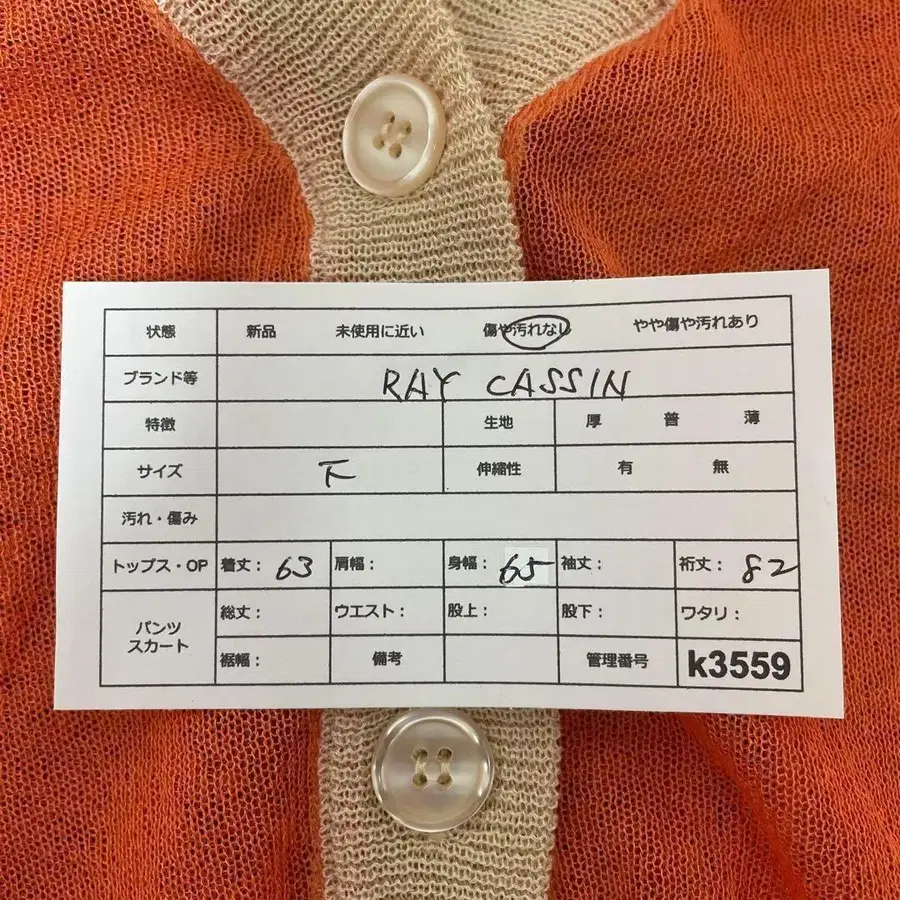 状態 新品 未使用に近い 傷や汚れなし やや傷や汚れあり
ブランド等 RAY CASSIN
特徴 生地 厚 普 薄
サイズ 伸縮性 有 無
汚れ・傷み
トップス・OP 着丈: 63 肩幅: 身幅: 65 袖丈: 裄丈: 82
パンツ
スカート
総丈: ウエスト: 股上: 股下: ワタリ:
裾幅: 備考 管理番号 k3559